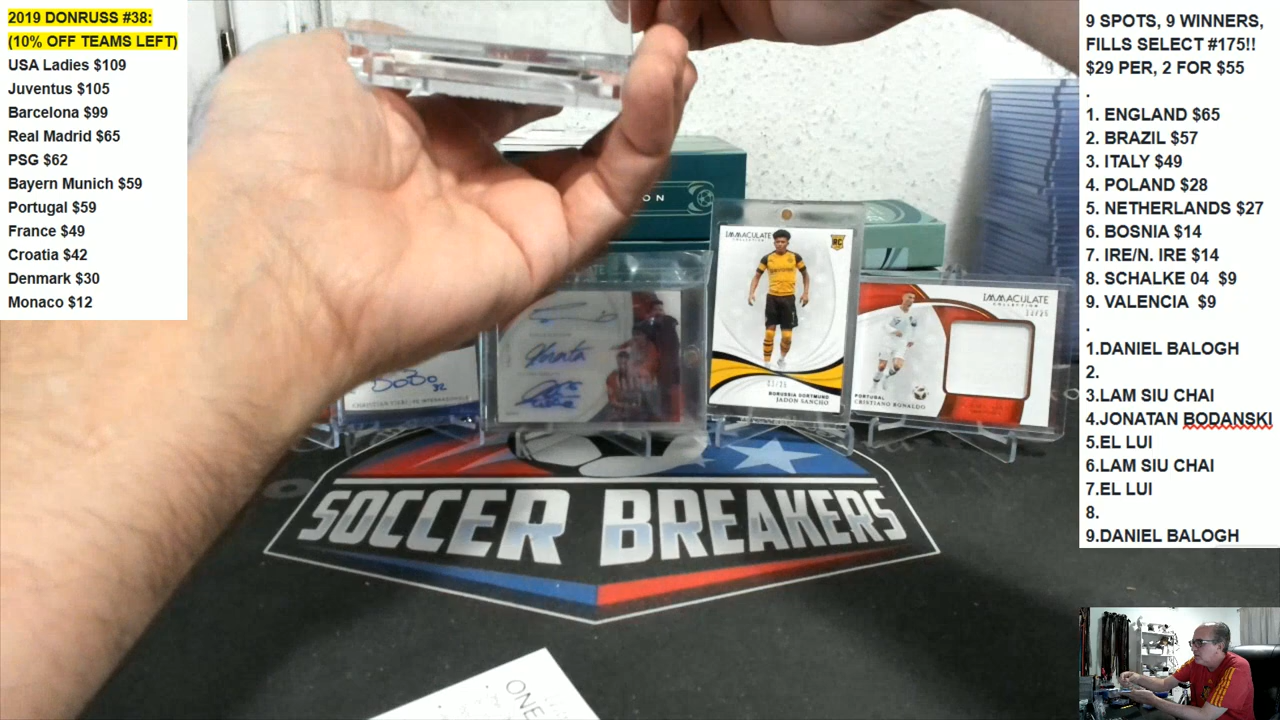 2019 DONRUSS #38:
(10% OFF TEAMS LEFT)
USA Ladies $109
Juventus $105
Barcelona $99
Real Madrid $65
PSG $62
Bayern Munich $59
Portugal $59
France $49
Croatia $42
Denmark $30
Monaco $12
9 SPOTS, 9 WINNERS,
FILLS SELECT #175!!
$29 PER, 2 FOR $55
.
1. ENGLAND $65
2. BRAZIL $57
3. ITALY $49
4. POLAND $28
5. NETHERLANDS $27
6. BOSNIA $14
7. IRE/N. IRE $14
8. SCHALKE 04 $9
9. VALENCIA $9
.
1.DANIEL BALOGH
2.
3.LAM SIU CHAI
4.JONATAN BODANSKI
5.EL LUI
6.LAM SIU CHAI
7.EL LUI
8.
9.DANIEL BALOGH
IMMACULATE
COLLECTION
RC
BORUSSIA DORTMUND
JADON SANCHO
IMMACULATE
COLLECTION
PORTUGAL
CRISTIANO RONALDO
SOCCER BREAKERS
ONE